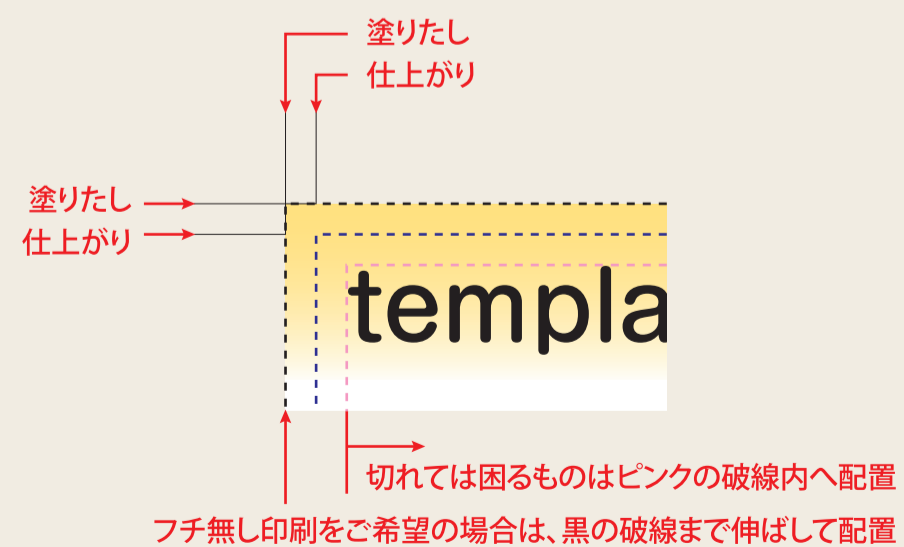 塗りたし
仕上がり
塗りたし
仕上がり
templa
切れては困るものはピンクの破線内へ配置
フチ無し印刷をご希望の場合は、黒の破線まで伸ばして配置